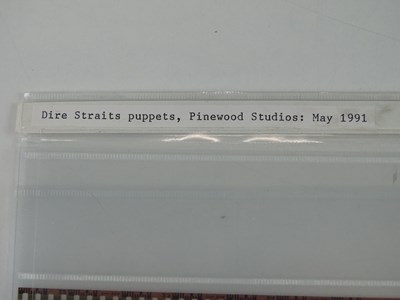 Dire Straits puppets, Pinewood Studios: May 1991